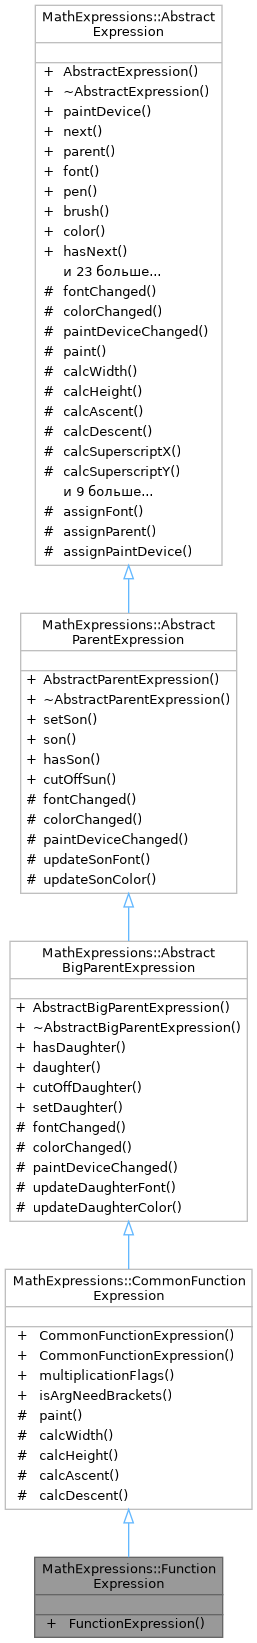 MathExpressions::Abstract
Expression
+ AbstractExpression()
+ ~AbstractExpression()
+ paintDevice()
+ next()
+ parent()
+ font()
+ pen()
+ brush()
+ color()
+ hasNext()
и 23 больше...
# fontChanged()
# colorChanged()
# paintDeviceChanged()
# paint()
# calcWidth()
# calcHeight()
# calcAscent()
# calcDescent()
# calcSuperscriptX()
# calcSuperscriptY()
и 9 больше...
# assignFont()
# assignParent()
# assignPaintDevice()
MathExpressions::Abstract
ParentExpression
+ AbstractParentExpression()
+ ~AbstractParentExpression()
+ setSon()
+ son()
+ hasSon()
+ cutOffSun()
# fontChanged()
# colorChanged()
# paintDeviceChanged()
# updateSonFont()
# updateSonColor()
MathExpressions::Abstract
BigParentExpression
+ AbstractBigParentExpression()
+ ~AbstractBigParentExpression()
+ hasDaughter()
+ daughter()
+ cutOffDaughter()
+ setDaughter()
# fontChanged()
# colorChanged()
# paintDeviceChanged()
# updateDaughterFont()
# updateDaughterColor()
MathExpressions::CommonFunction
Expression
+ CommonFunctionExpression()
+ CommonFunctionExpression()
+ multiplicationFlags()
+ isArgNeedBrackets()
# paint()
# calcWidth()
# calcHeight()
# calcAscent()
# calcDescent()
MathExpressions::Function
Expression
+ FunctionExpression()